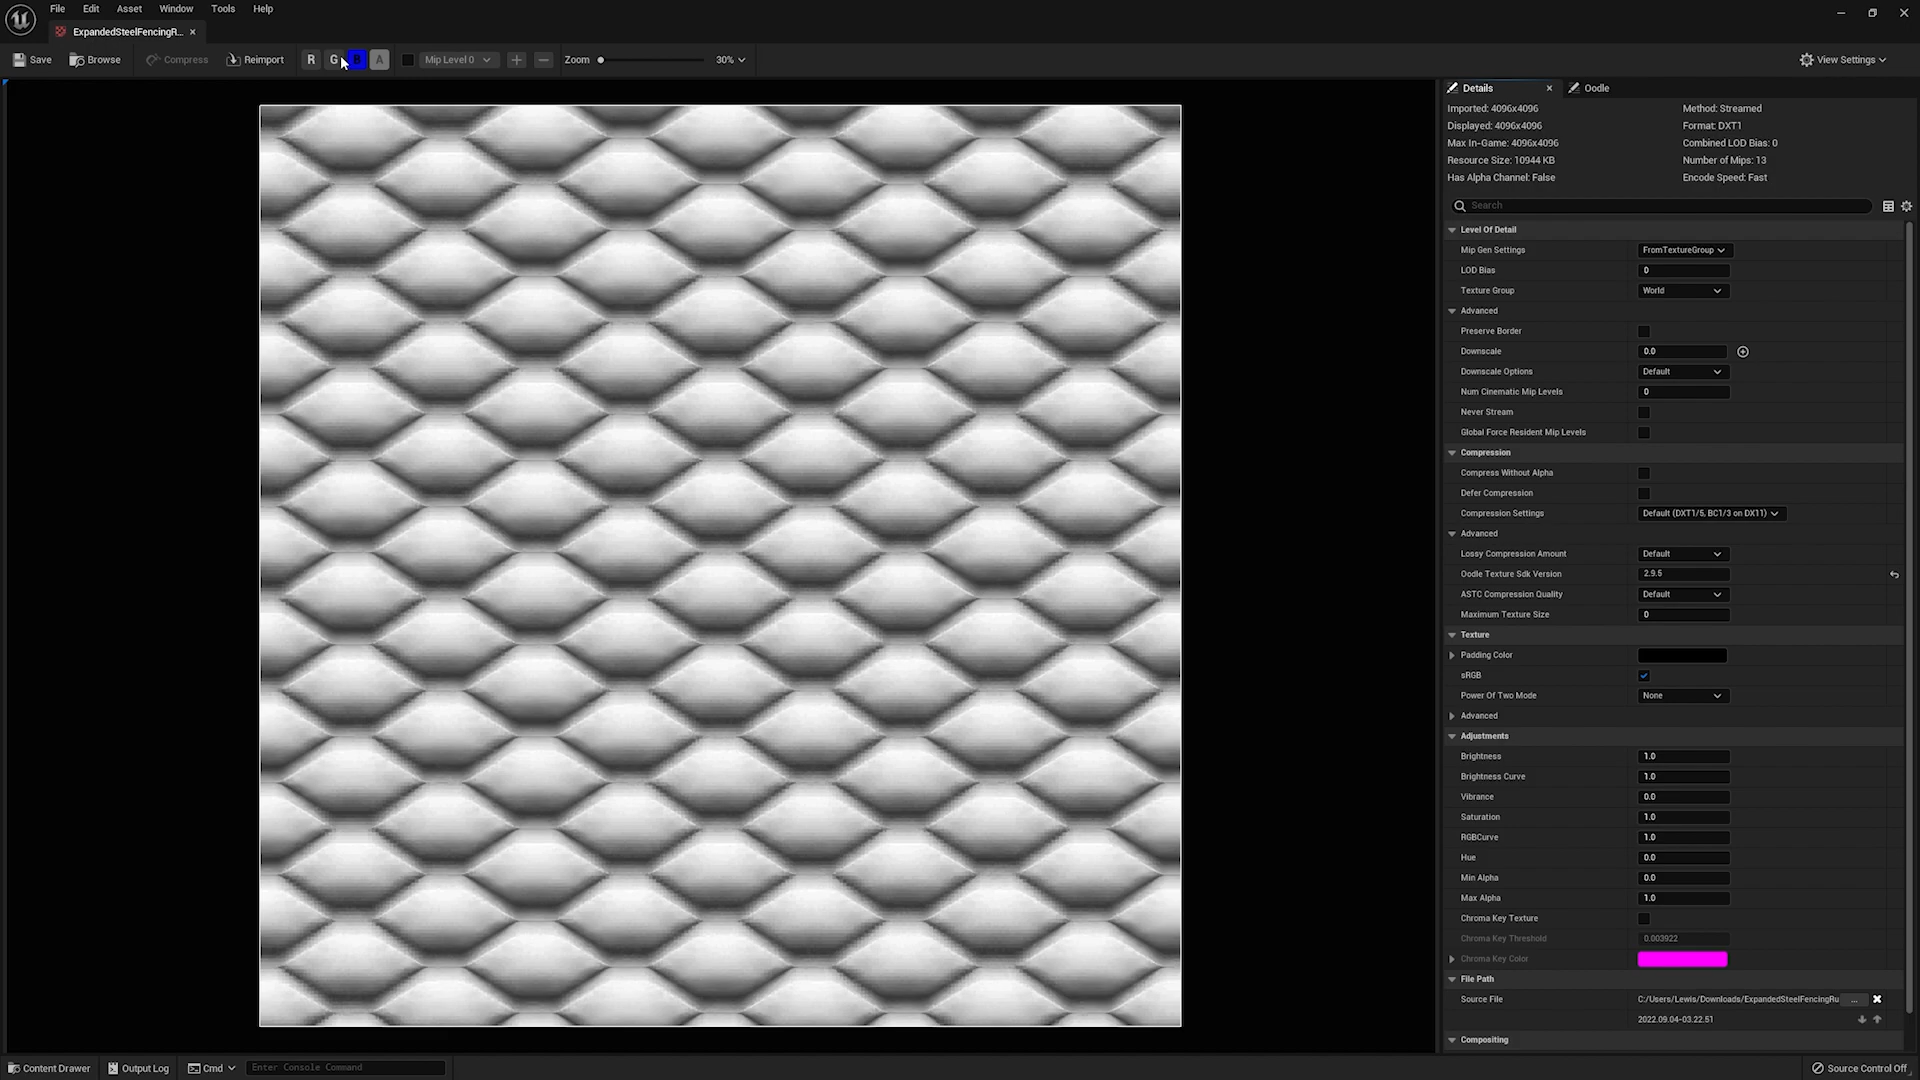 File Edit Asset Window Tools Help
ExpandedSteelFencingR...
Save Browse Compress Reimport R G B A Mip Level 0 Zoom 30% View Settings
Details Oodle
Imported: 4096x4096 Method: Streamed
Displayed: 4096x4096 Format: DXT1
Max In-Game: 4096x4096 Combined LOD Bias: 0
Resource Size: 10944 KB Number of Mips: 13
Has Alpha Channel: False Encode Speed: Fast
Search
Level Of Detail
Mip Gen Settings FromTextureGroup
LOD Bias 0
Texture Group World
Advanced
Preserve Border
Downscale 0.0
Downscale Options Default
Num Cinematic Mip Levels 0
Never Stream
Global Force Resident Mip Levels
Compression
Compress Without Alpha
Defer Compression
Compression Settings Default (DXT1/5, BC1/3 on DX11)
Advanced
Lossy Compression Amount Default
Oodle Texture Sdk Version 2.9.5
ASTC Compression Quality Default
Maximum Texture Size 0
Texture
Padding Color
sRGB
Power Of Two Mode None
Advanced
Adjustments
Brightness 1.0
Brightness Curve 1.0
Vibrance 0.0
Saturation 1.0
RGBCurve 1.0
Hue 0.0
Min Alpha 0.0
Max Alpha 1.0
Chroma Key Texture
Chroma Key Threshold 0.003922
Chroma Key Color
File Path
Source File C:/Users/Lewis/Downloads/ExpandedSteelFencingRu ...
2022.09.04-03.22.51
Compositing
Content Drawer Output Log Cmd Enter Console Command Source Control Off